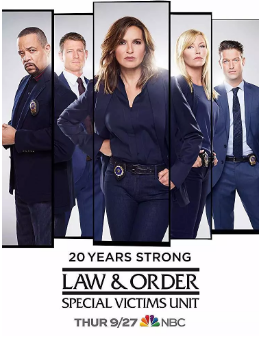 20 YEARS STRONG
LAW & ORDER
SPECIAL VICTIMS UNIT
THUR 9/27 NBC